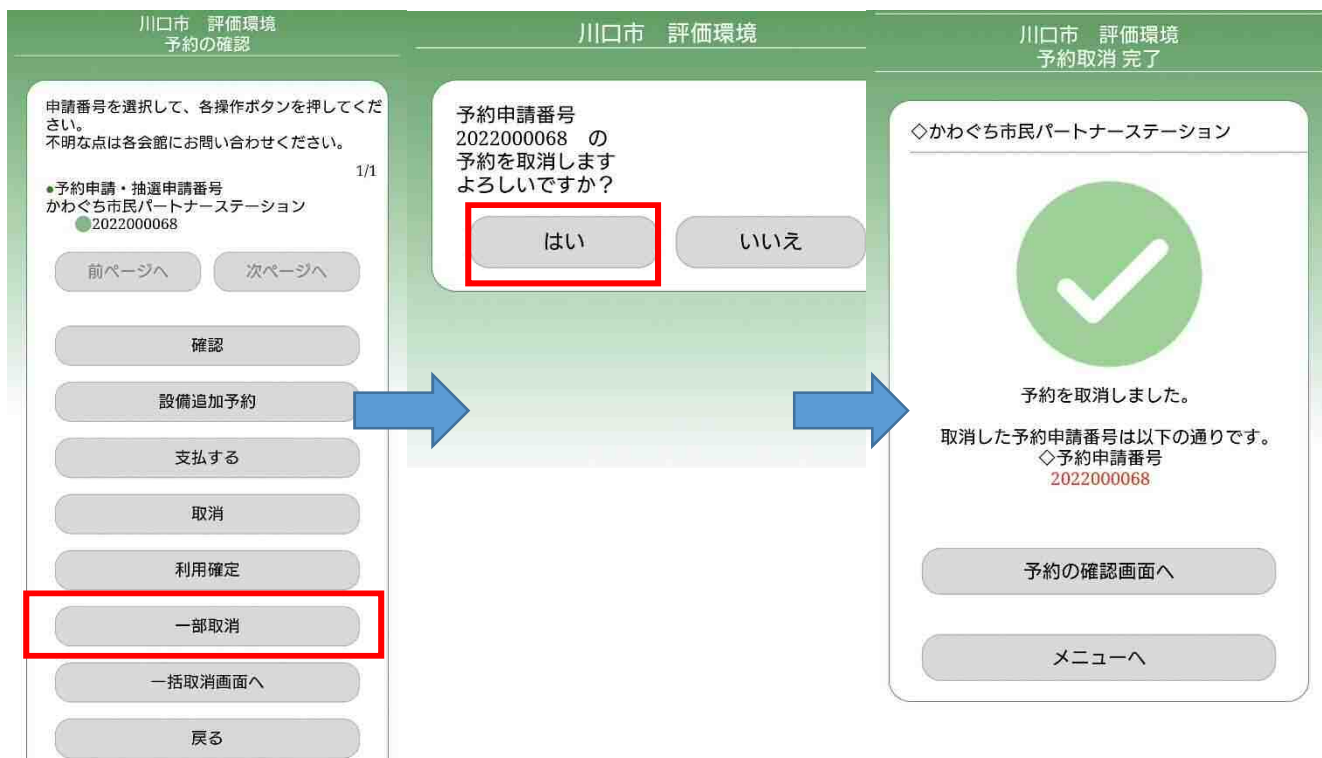 川口市　評価環境
予約の確認
申請番号を選択して、各操作ボタンを押してくだ
さい。
不明な点は各会館にお問い合わせください。
1/1
●予約申請・抽選申請番号
かわぐち市民パートナーステーション
2022000068
前ページへ
次ページへ
確認
設備追加予約
支払する
取消
利用確定
一部取消
一括取消画面へ
戻る
川口市　評価環境
予約申請番号
2022000068　の
予約を取消します
よろしいですか？
はい
いいえ
川口市　評価環境
予約取消 完了
◇かわぐち市民パートナーステーション
予約を取消しました。
取消した予約申請番号は以下の通りです。
◇予約申請番号
2022000068
予約の確認画面へ
メニューへ